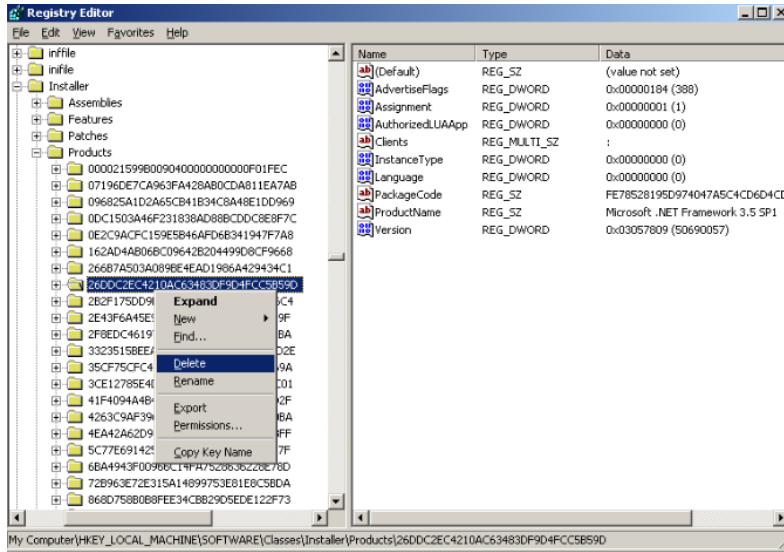 Registry Editor
File Edit View Favorites Help
inffile
inifile
Installer
Assemblies
Features
Patches
Products
000021599B0090400000000000F01FEC
07196DE7CA963FA428AB0CDA811EA7AB
096825A1D2A65CB41B34C8A48E1DD969
0DC1503A46F231838AD88BCDDC8E8F7C
0E2C9ACFC159E5B46AFD6B341947F7A8
162AD4AB06BC09642B204499D8CF9668
266B7A503A089BE4EAD1986A429434C1
26DDC2EC4210AC63483DF9D4FCC5B59D
2B2F175DD9
2E43F6A45E
2F8EDC4619
3323515BEE
35CF75CFC4
3CE12785E4
41F4094A4B
4263C9AF39
4EA42A62D9
5C77E69142
6BA4943F00966C14FA7528636228E78D
72B963E72E315A14899753E81E8C5BDA
868D758B0B8FEE34CBB29D5EDE122F73
Expand
New
Find...
Delete
Rename
Export
Permissions...
Copy Key Name
Name Type Data
(Default) REG_SZ (value not set)
AdvertiseFlags REG_DWORD 0x00000184 (388)
Assignment REG_DWORD 0x00000001 (1)
AuthorizedLUAApp REG_DWORD 0x00000000 (0)
Clients REG_MULTI_SZ :
InstanceType REG_DWORD 0x00000000 (0)
Language REG_DWORD 0x00000000 (0)
PackageCode REG_SZ FE78528195D974047A5C4CD6D4CD
ProductName REG_SZ Microsoft .NET Framework 3.5 SP1
Version REG_DWORD 0x03057809 (50690057)
My Computer\HKEY_LOCAL_MACHINE\SOFTWARE\Classes\Installer\Products\26DDC2EC4210AC63483DF9D4FCC5B59D